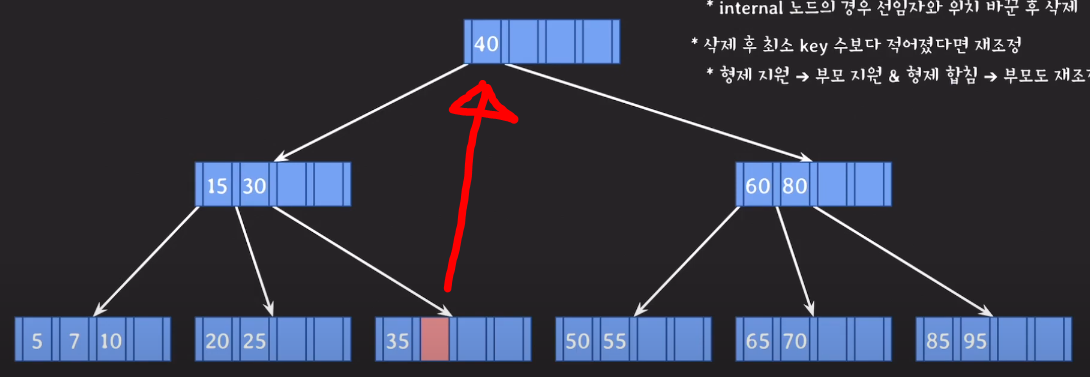 * internal 노드의 경우 선임자와 위치 바꾼 후 삭제
* 삭제 후 최소 key 수보다 적어졌다면 재조정
* 형제 지원 → 부모 지원 & 형제 합침 → 부모도
40
15 30
60 80
5 7 10
20 25
35
50 55
65 70
85 95